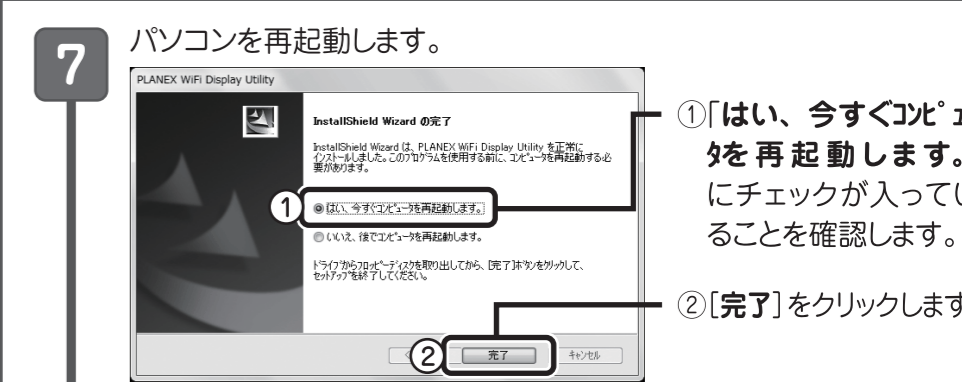 7
パソコンを再起動します。
PLANEX WiFi Display Utility
InstallShield Wizard の完了
InstallShield Wizard は、PLANEX WiFi Display Utility を正常に
インストールしました。このプログラムを使用する前に、コンピュータを再起動する必
要があります。
① はい、今すぐコンピュータを再起動します。
いいえ、後でコンピュータを再起動します。
ドライブからフロッピーディスクを取り出してから、[完了]ボタンをクリックして、
セットアップを終了してください。
② 完了
キャンセル
①「はい、今すぐコンピュ
タを再起動します。
にチェックが入ってい
ることを確認します。
②[完了]をクリックします